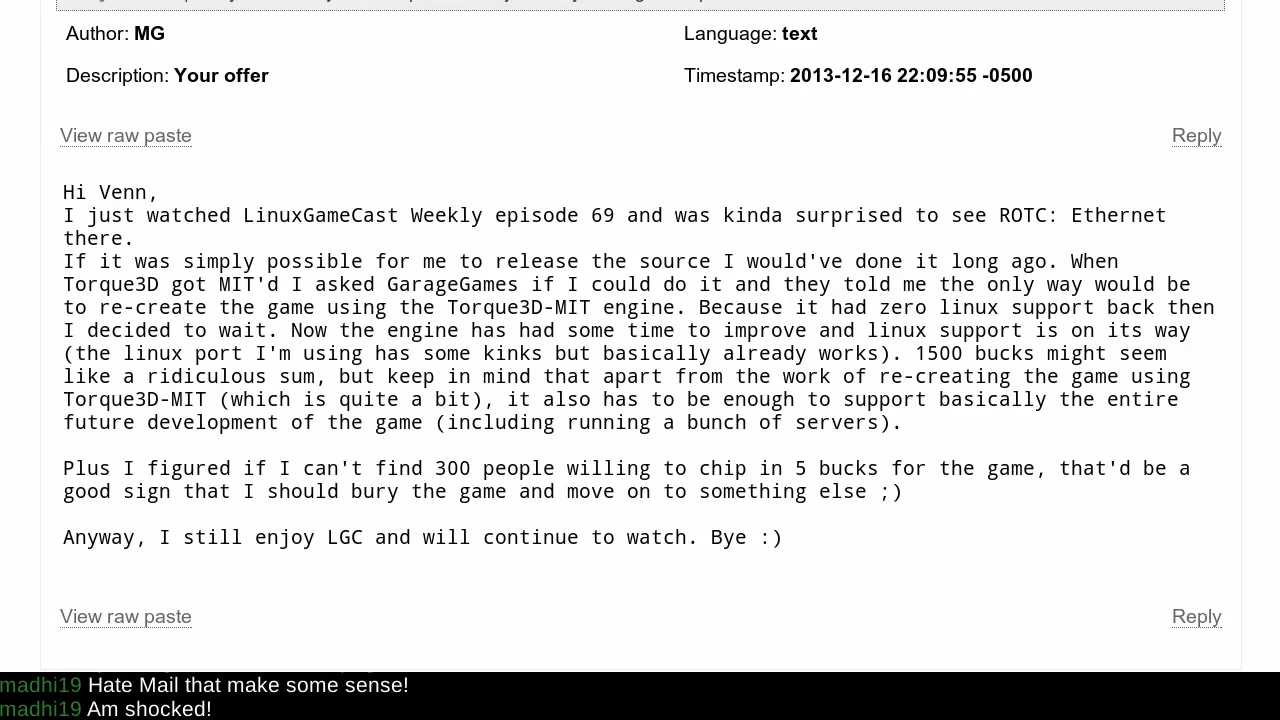 Author: MG
Language: text
Description: Your offer
Timestamp: 2013-12-16 22:09:55 -0500
View raw paste
Reply
Hi Venn,
I just watched LinuxGameCast Weekly episode 69 and was kinda surprised to see ROTC: Ethernet
there.
If it was simply possible for me to release the source I would've done it long ago. When
Torque3D got MIT'd I asked GarageGames if I could do it and they told me the only way would be
to re-create the game using the Torque3D-MIT engine. Because it had zero linux support back then
I decided to wait. Now the engine has had some time to improve and linux support is on its way
(the linux port I'm using has some kinks but basically already works). 1500 bucks might seem
like a ridiculous sum, but keep in mind that apart from the work of re-creating the game using
Torque3D-MIT (which is quite a bit), it also has to be enough to support basically the entire
future development of the game (including running a bunch of servers).
Plus I figured if I can't find 300 people willing to chip in 5 bucks for the game, that'd be a
good sign that I should bury the game and move on to something else ;)
Anyway, I still enjoy LGC and will continue to watch. Bye :)
View raw paste
Reply
madhi19 Hate Mail that make some sense!
madhi19 Am shocked!